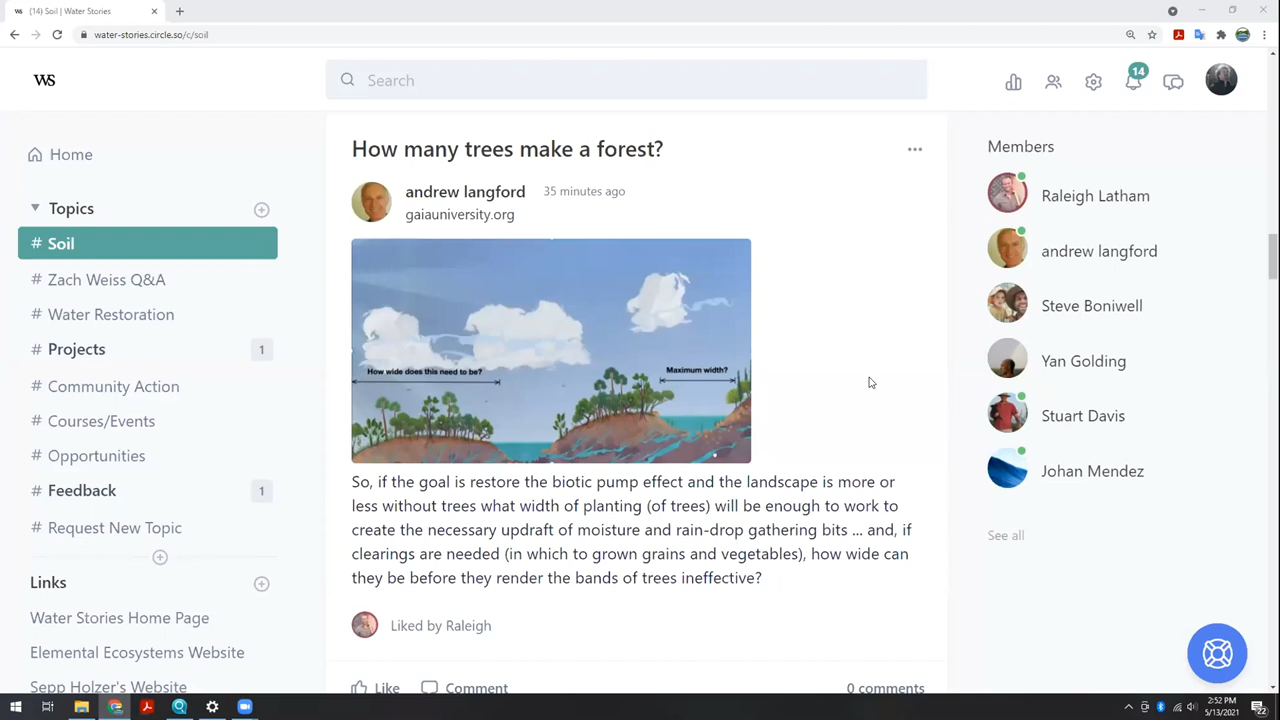 (14) Soil | Water Stories
water-stories.circle.so/c/soil
WS
Search
14
Home
Topics
# Soil
# Zach Weiss Q&A
# Water Restoration
# Projects 1
# Community Action
# Courses/Events
# Opportunities
# Feedback 1
# Request New Topic
Links
Water Stories Home Page
Elemental Ecosystems Website
Sepp Holzer's Website
How many trees make a forest?
andrew langford 35 minutes ago
gaiauniversity.org
How wide does this need to be?
Maximum width?
So, if the goal is restore the biotic pump effect and the landscape is more or
less without trees what width of planting (of trees) will be enough to work to
create the necessary updraft of moisture and rain-drop gathering bits ... and, if
clearings are needed (in which to grown grains and vegetables), how wide can
they be before they render the bands of trees ineffective?
Liked by Raleigh
Like Comment 0 comments
Members
Raleigh Latham
andrew langford
Steve Boniwell
Yan Golding
Stuart Davis
Johan Mendez
See all
2:52 PM
5/13/2021
22